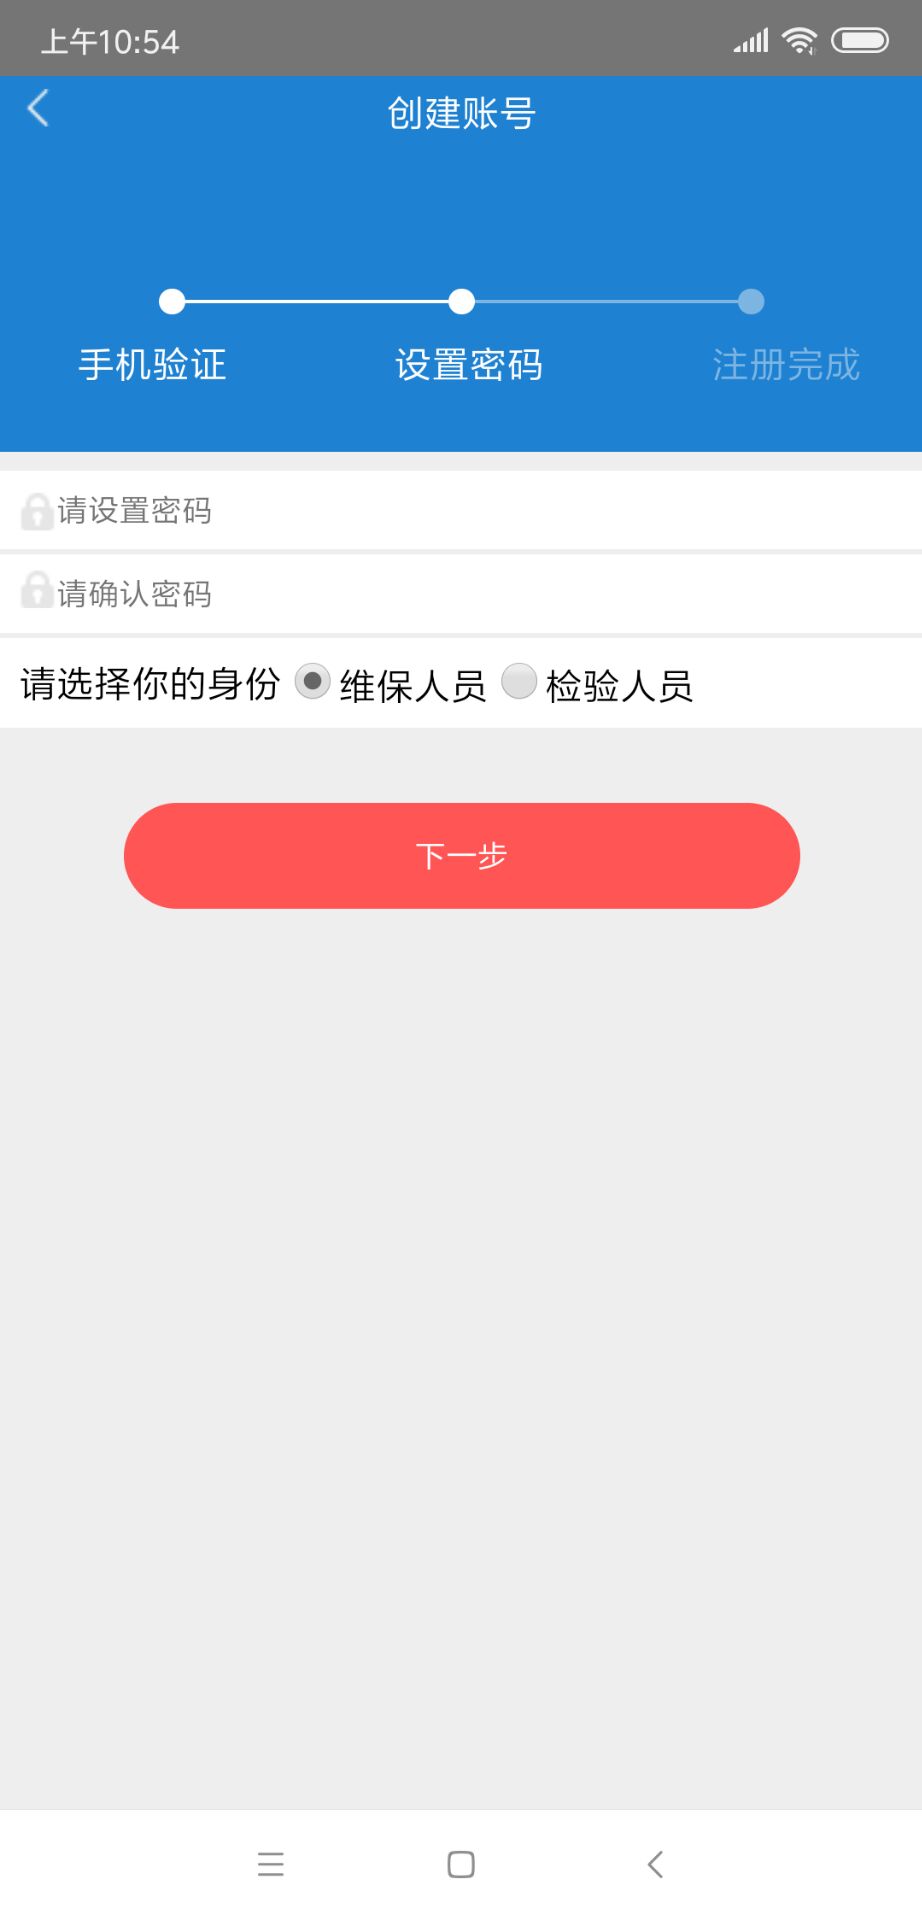 上午10:54
创建账号
手机验证 设置密码 注册完成
请设置密码
请确认密码
请选择你的身份 维保人员 检验人员
下一步